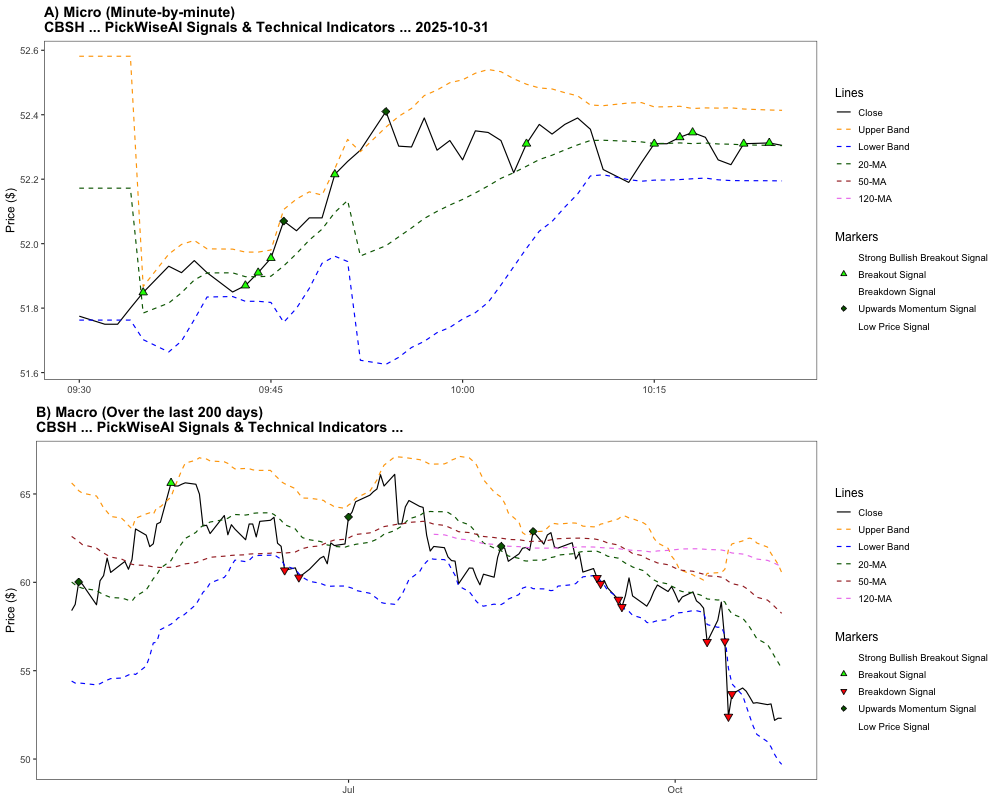 A) Micro (Minute-by-minute)
CBSH ... PickWiseAI Signals & Technical Indicators ... 2025-10-31
Price ($)
52.6
52.4
52.2
52.0
51.8
51.6
09:30
09:45
10:00
10:15
Lines
Close
Upper Band
Lower Band
20-MA
50-MA
120-MA
Markers
Strong Bullish Breakout Signal
Breakout Signal
Breakdown Signal
Upwards Momentum Signal
Low Price Signal
B) Macro (Over the last 200 days)
CBSH ... PickWiseAI Signals & Technical Indicators ...
Price ($)
65
60
55
50
Jul
Oct
Lines
Close
Upper Band
Lower Band
20-MA
50-MA
120-MA
Markers
Strong Bullish Breakout Signal
Breakout Signal
Breakdown Signal
Upwards Momentum Signal
Low Price Signal